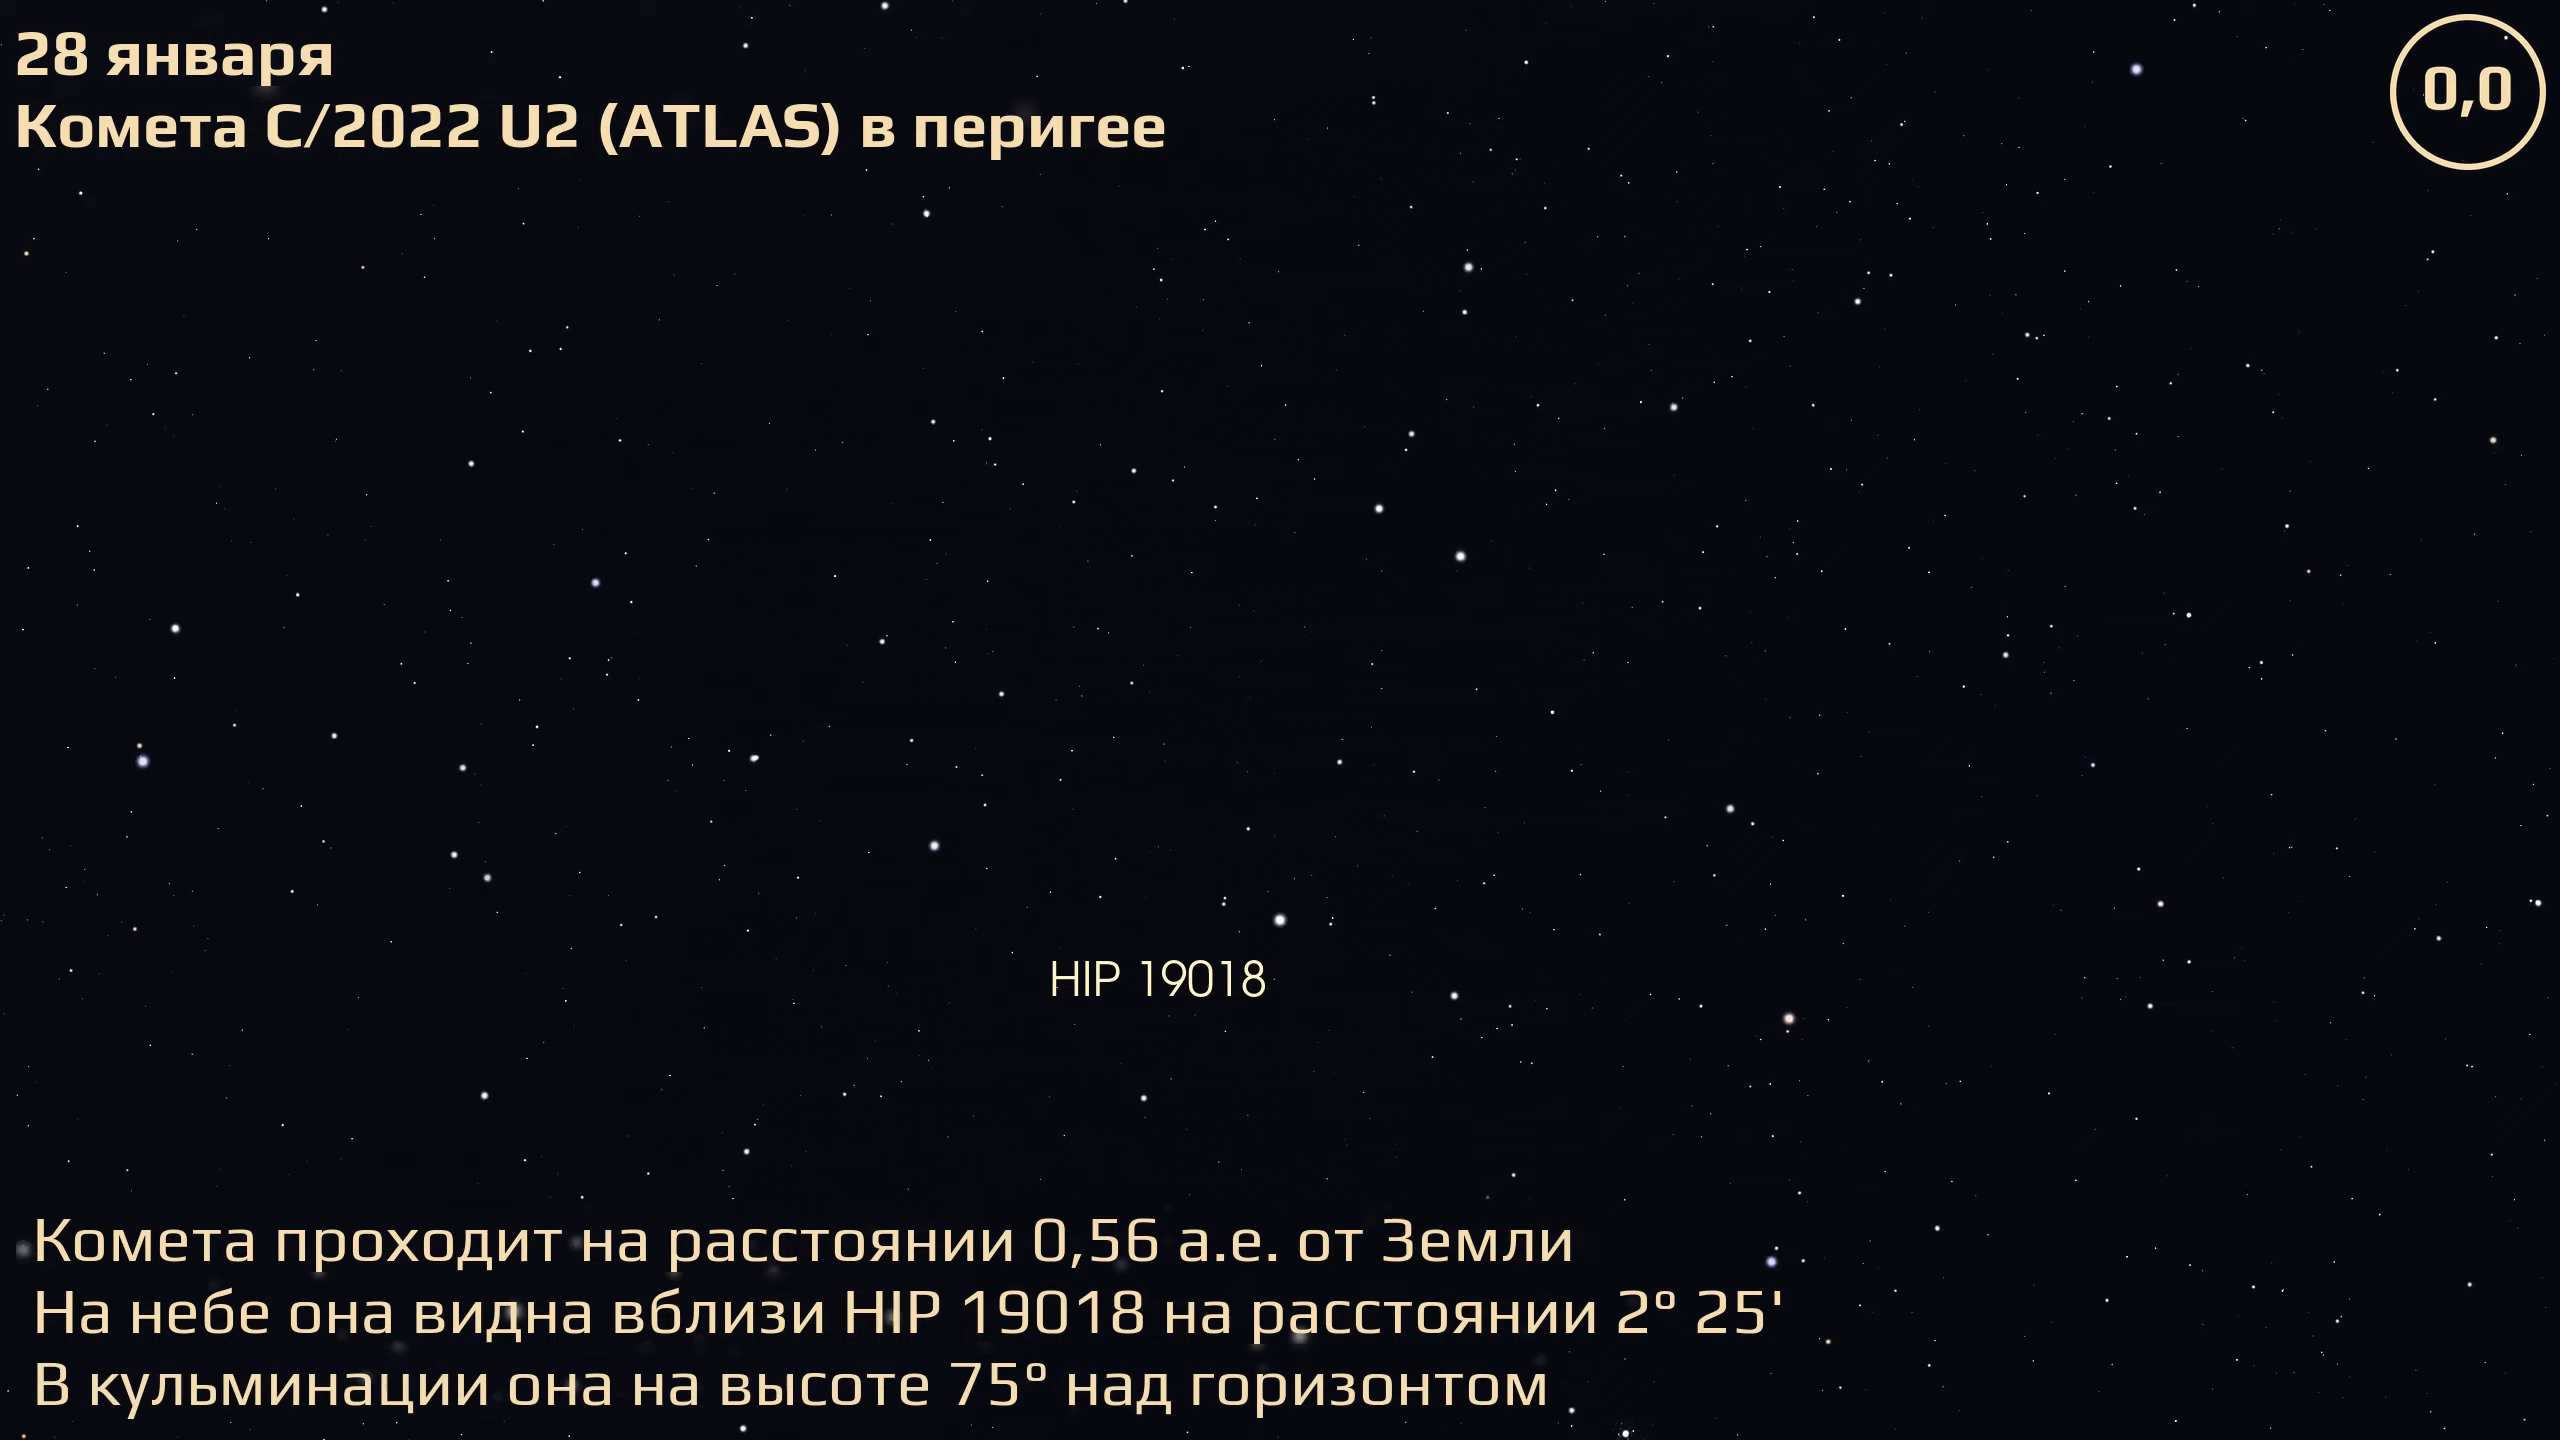 28 января
0,0
Комета C/2022 U2 (ATLAS) в перигее
HIP 19018
Комета проходит на расстоянии 0,56 а.е. от Земли
На небе она видна вблизи HIP 19018 на расстоянии 2° 25'
В кульминации она на высоте 75° над горизонтом